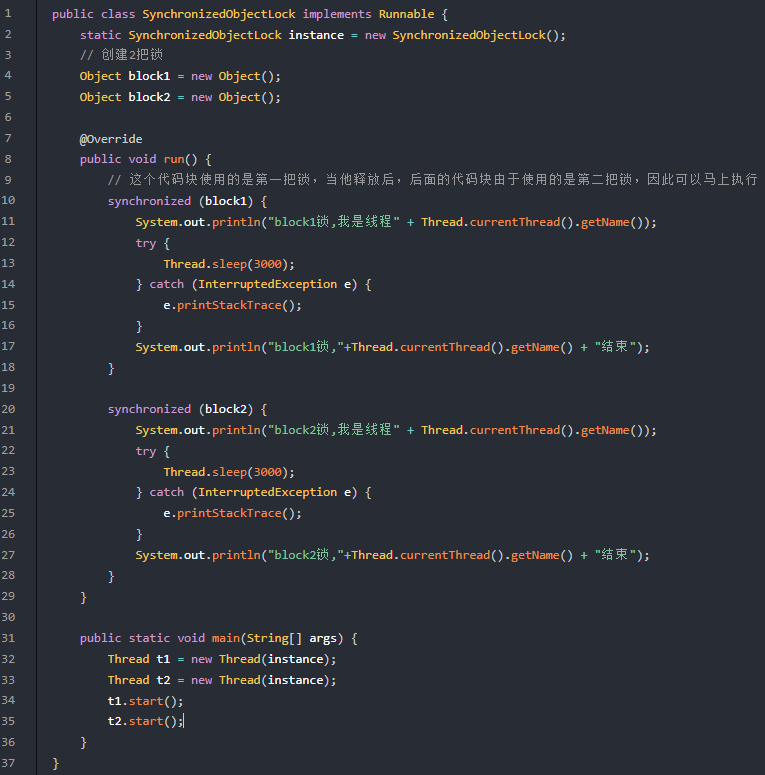 1 public class SynchronizedObjectLock implements Runnable {
2     static SynchronizedObjectLock instance = new SynchronizedObjectLock();
3     // 创建2把锁
4     Object block1 = new Object();
5     Object block2 = new Object();
6
7     @Override
8     public void run() {
9         // 这个代码块使用的是第一把锁，当他释放后，后面的代码块由于使用的是第二把锁，因此可以马上执行
10         synchronized (block1) {
11             System.out.println("block1锁,我是线程" + Thread.currentThread().getName());
12             try {
13                 Thread.sleep(3000);
14             } catch (InterruptedException e) {
15                 e.printStackTrace();
16             }
17             System.out.println("block1锁,"+Thread.currentThread().getName() + "结束");
18         }
19
20         synchronized (block2) {
21             System.out.println("block2锁,我是线程" + Thread.currentThread().getName());
22             try {
23                 Thread.sleep(3000);
24             } catch (InterruptedException e) {
25                 e.printStackTrace();
26             }
27             System.out.println("block2锁,"+Thread.currentThread().getName() + "结束");
28         }
29     }
30
31     public static void main(String[] args) {
32         Thread t1 = new Thread(instance);
33         Thread t2 = new Thread(instance);
34         t1.start();
35         t2.start();
36     }
37 }